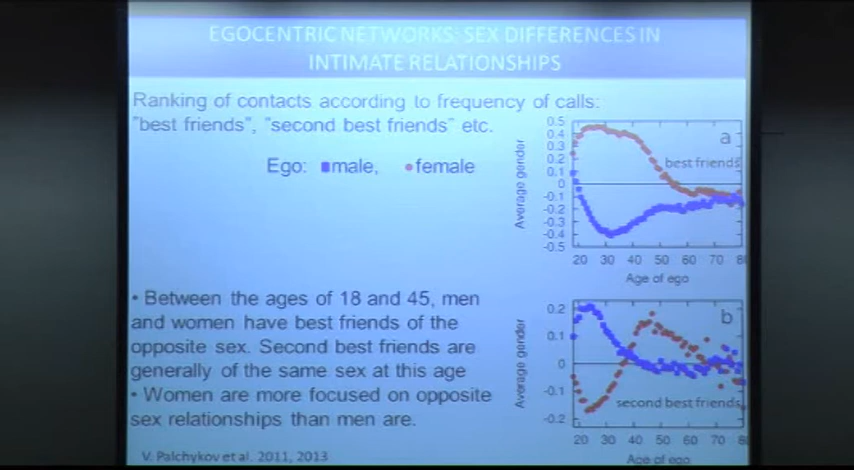 EGOCENTRIC NETWORKS: SEX DIFFERENCES IN
INTIMATE RELATIONSHIPS
Ranking of contacts according to frequency of calls:
"best friends", "second best friends" etc.
Ego: male, female
0.5
0.4
0.3
0.2
0.1
0
-0.1
-0.2
-0.3
-0.4
-0.5
Average gender
a
best friends
20 30 40 50 60 70 8
Age of ego
• Between the ages of 18 and 45, men
and women have best friends of the
opposite sex. Second best friends are
generally of the same sex at this age
• Women are more focused on opposite
sex relationships than men are.
0.2
0.1
0
-0.1
-0.2
Average gender
b
second best friends
20 30 40 50 60 70 8
Age of ego
V. Palchykov et al. 2011, 2013